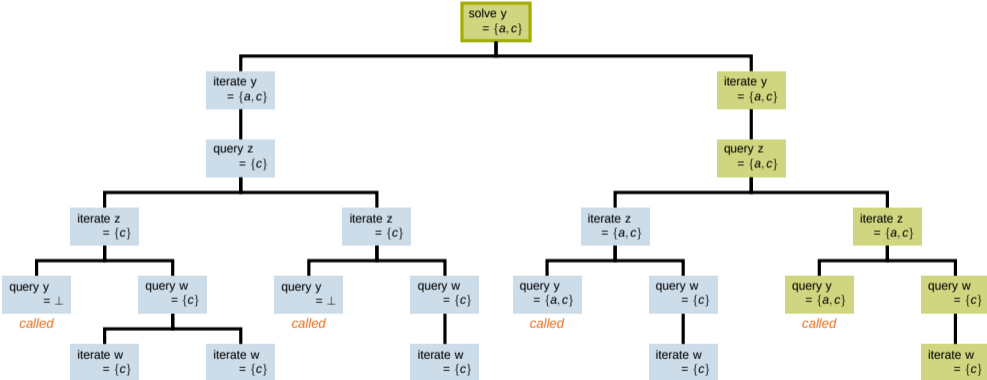 solve y
= {a, c}
iterate y
= {a, c}
iterate y
= {a, c}
query z
= {c}
query z
= {a, c}
iterate z
= {c}
iterate z
= {c}
iterate z
= {a, c}
iterate z
= {a, c}
query y
= ⊥
query w
= {c}
query y
= ⊥
query w
= {c}
query y
= {a, c}
query w
= {c}
query y
= {a, c}
query w
= {c}
called
called
called
called
iterate w
= {c}
iterate w
= {c}
iterate w
= {c}
iterate w
= {c}
iterate w
= {c}